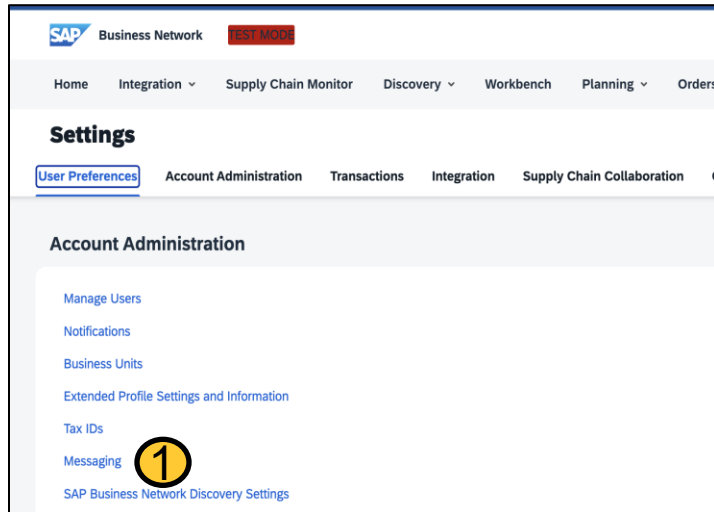 SAP Business Network TEST MODE
Home Integration Supply Chain Monitor Discovery Workbench Planning Orders
Settings
User Preferences Account Administration Transactions Integration Supply Chain Collaboration
Account Administration
Manage Users
Notifications
Business Units
Extended Profile Settings and Information
Tax IDs
Messaging 1
SAP Business Network Discovery Settings